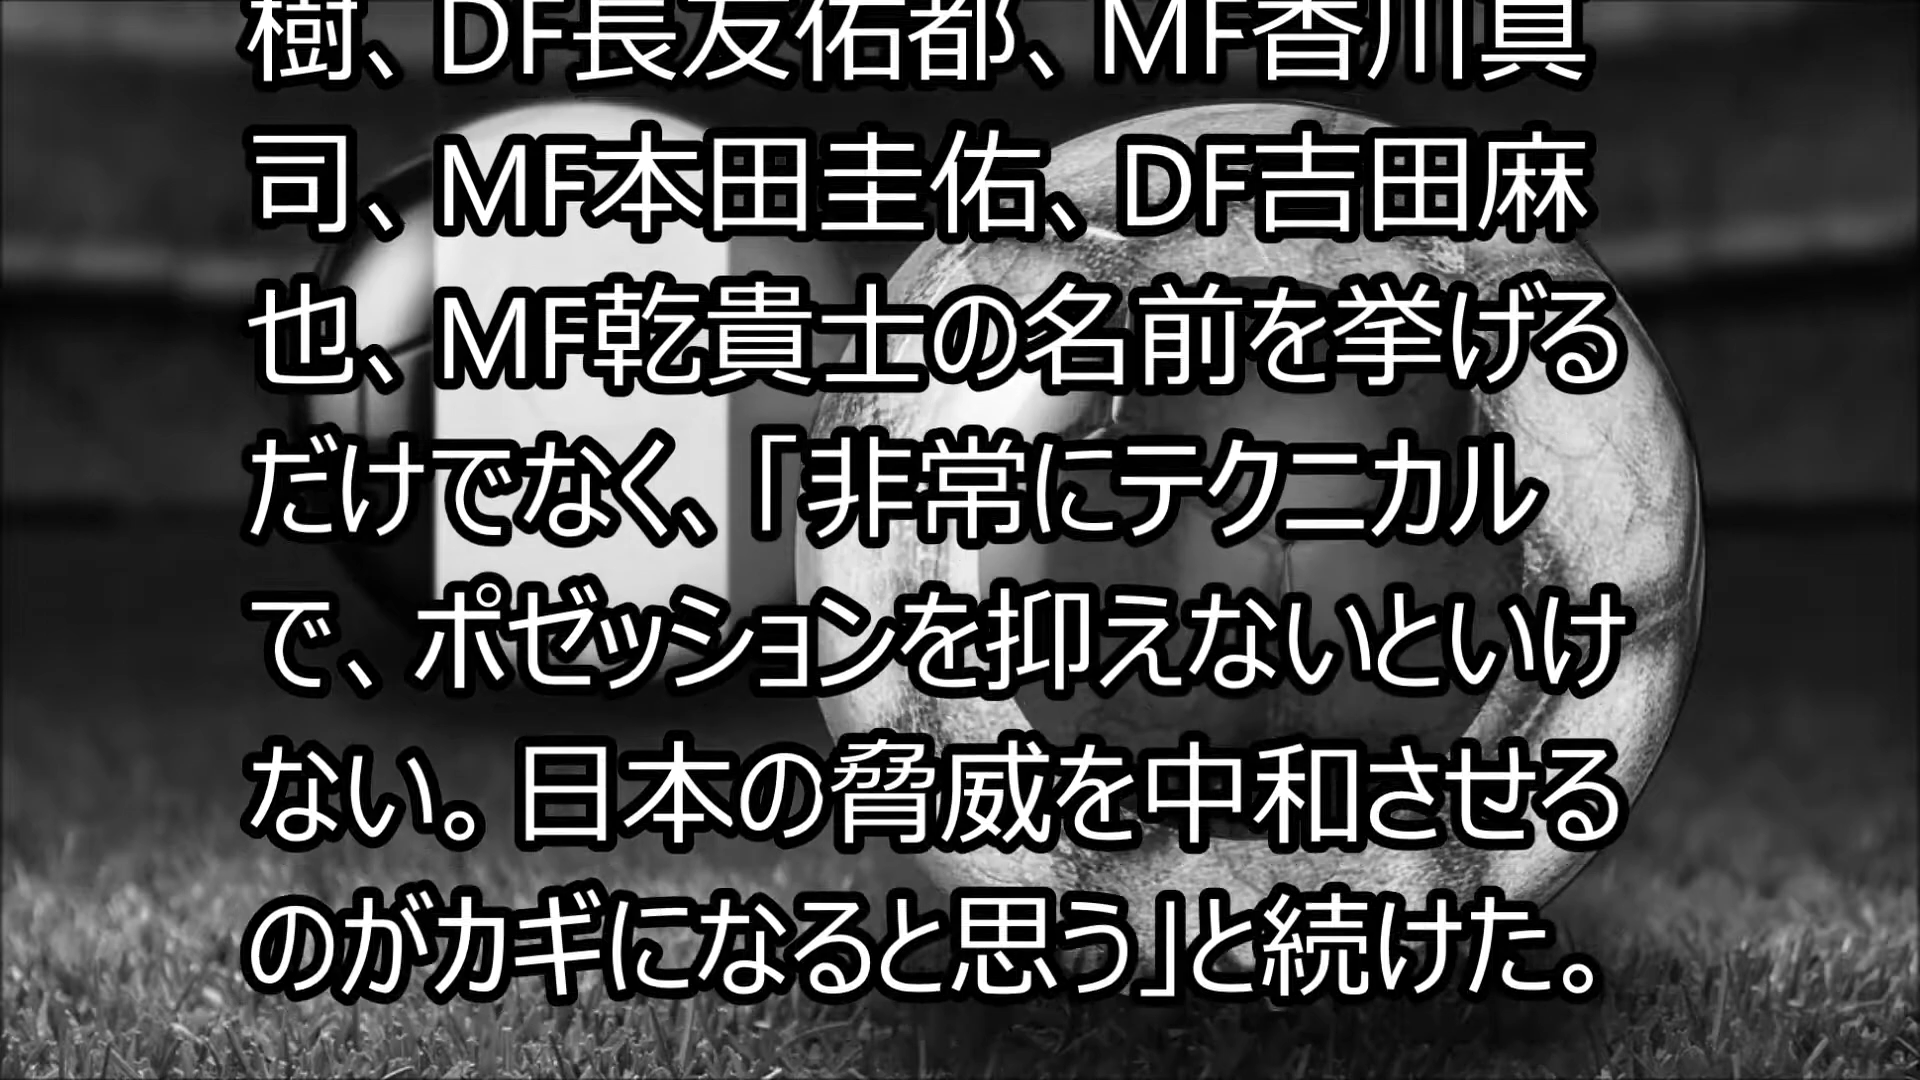 樹、DF長友佑都、MF香川真
司、MF本田圭佑、DF吉田麻
也、MF乾貴士の名前を挙げる
だけでなく、「非常にテクニカル
で、ポゼッションを抑えないといけ
ない。日本の脅威を中和させる
のがカギになると思う」と続けた。